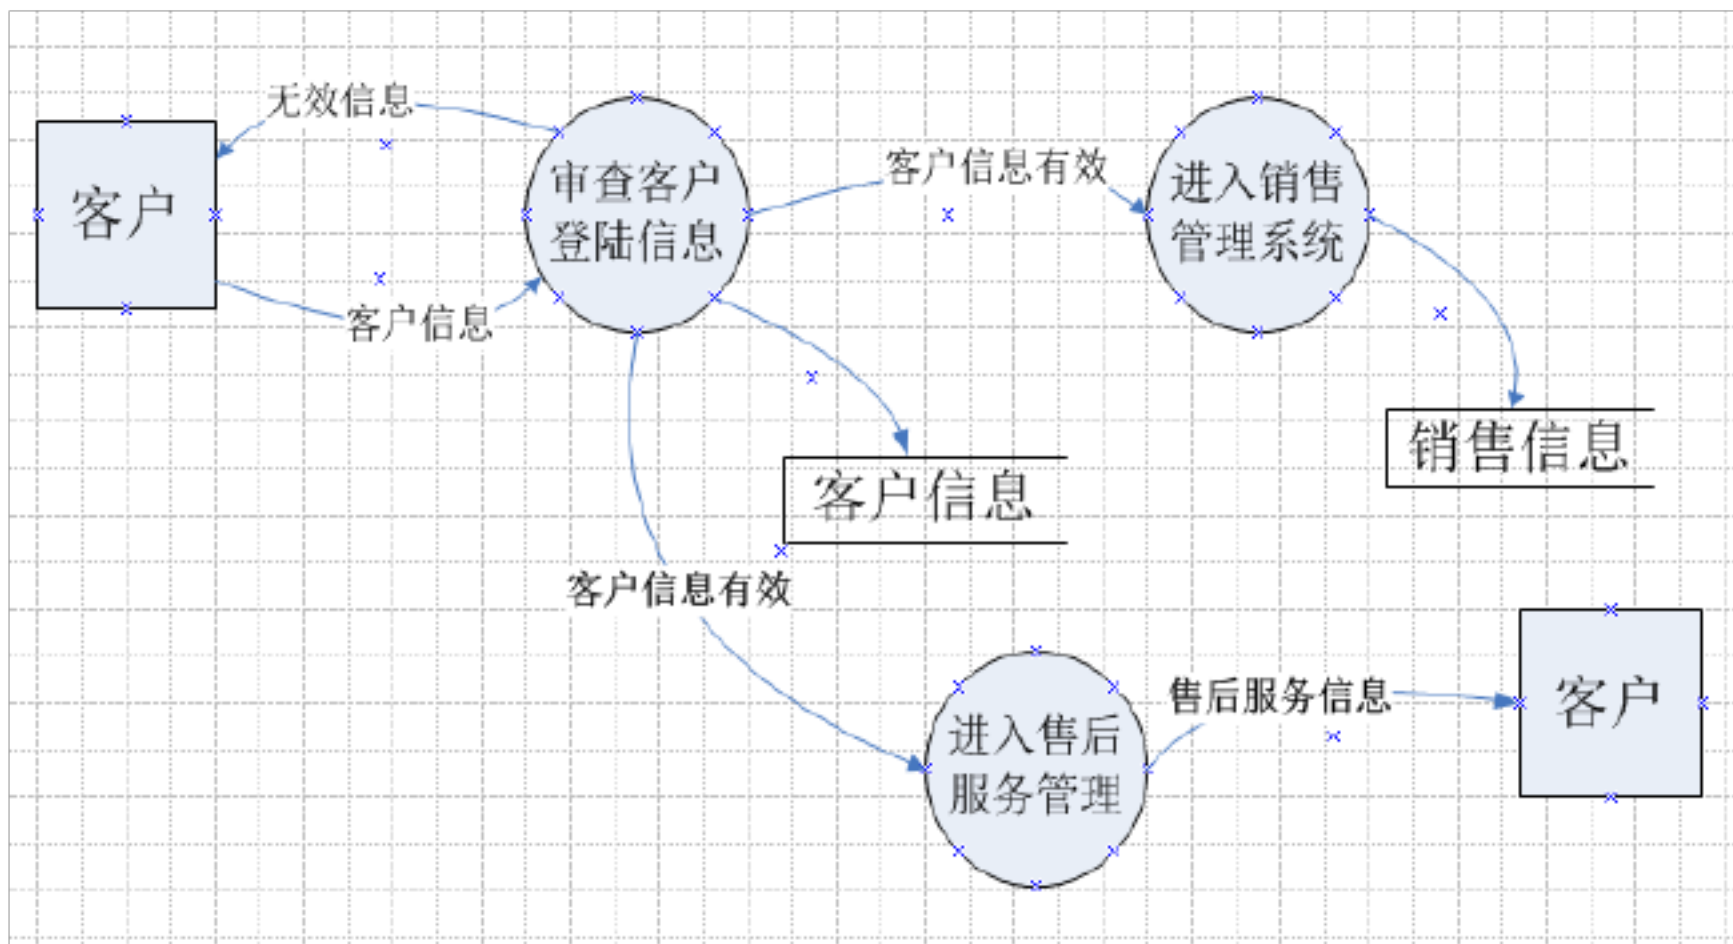 无效信息
客户
审查客户
登陆信息
客户信息有效
进入销售
管理系统
客户信息
销售信息
客户信息
客户信息有效
售后服务信息
客户
进入售后
服务管理